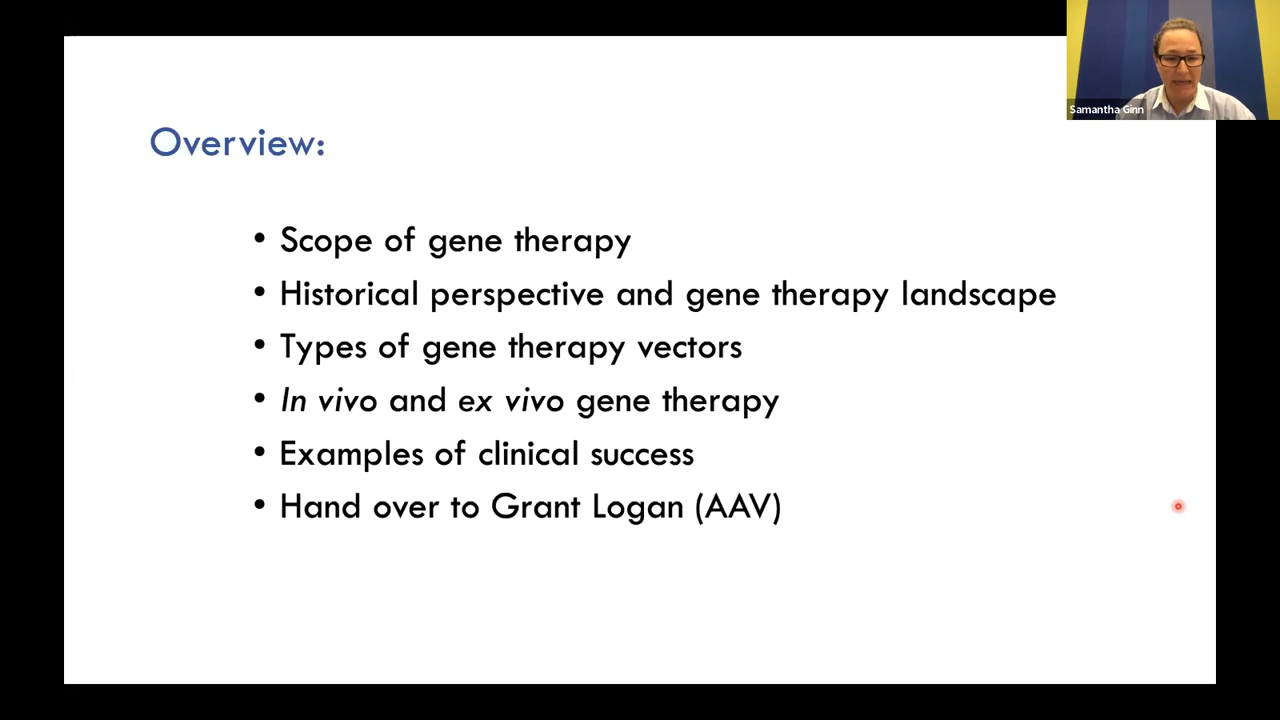 Samantha Ginn
Overview:
• Scope of gene therapy
• Historical perspective and gene therapy landscape
• Types of gene therapy vectors
• In vivo and ex vivo gene therapy
• Examples of clinical success
• Hand over to Grant Logan (AAV)